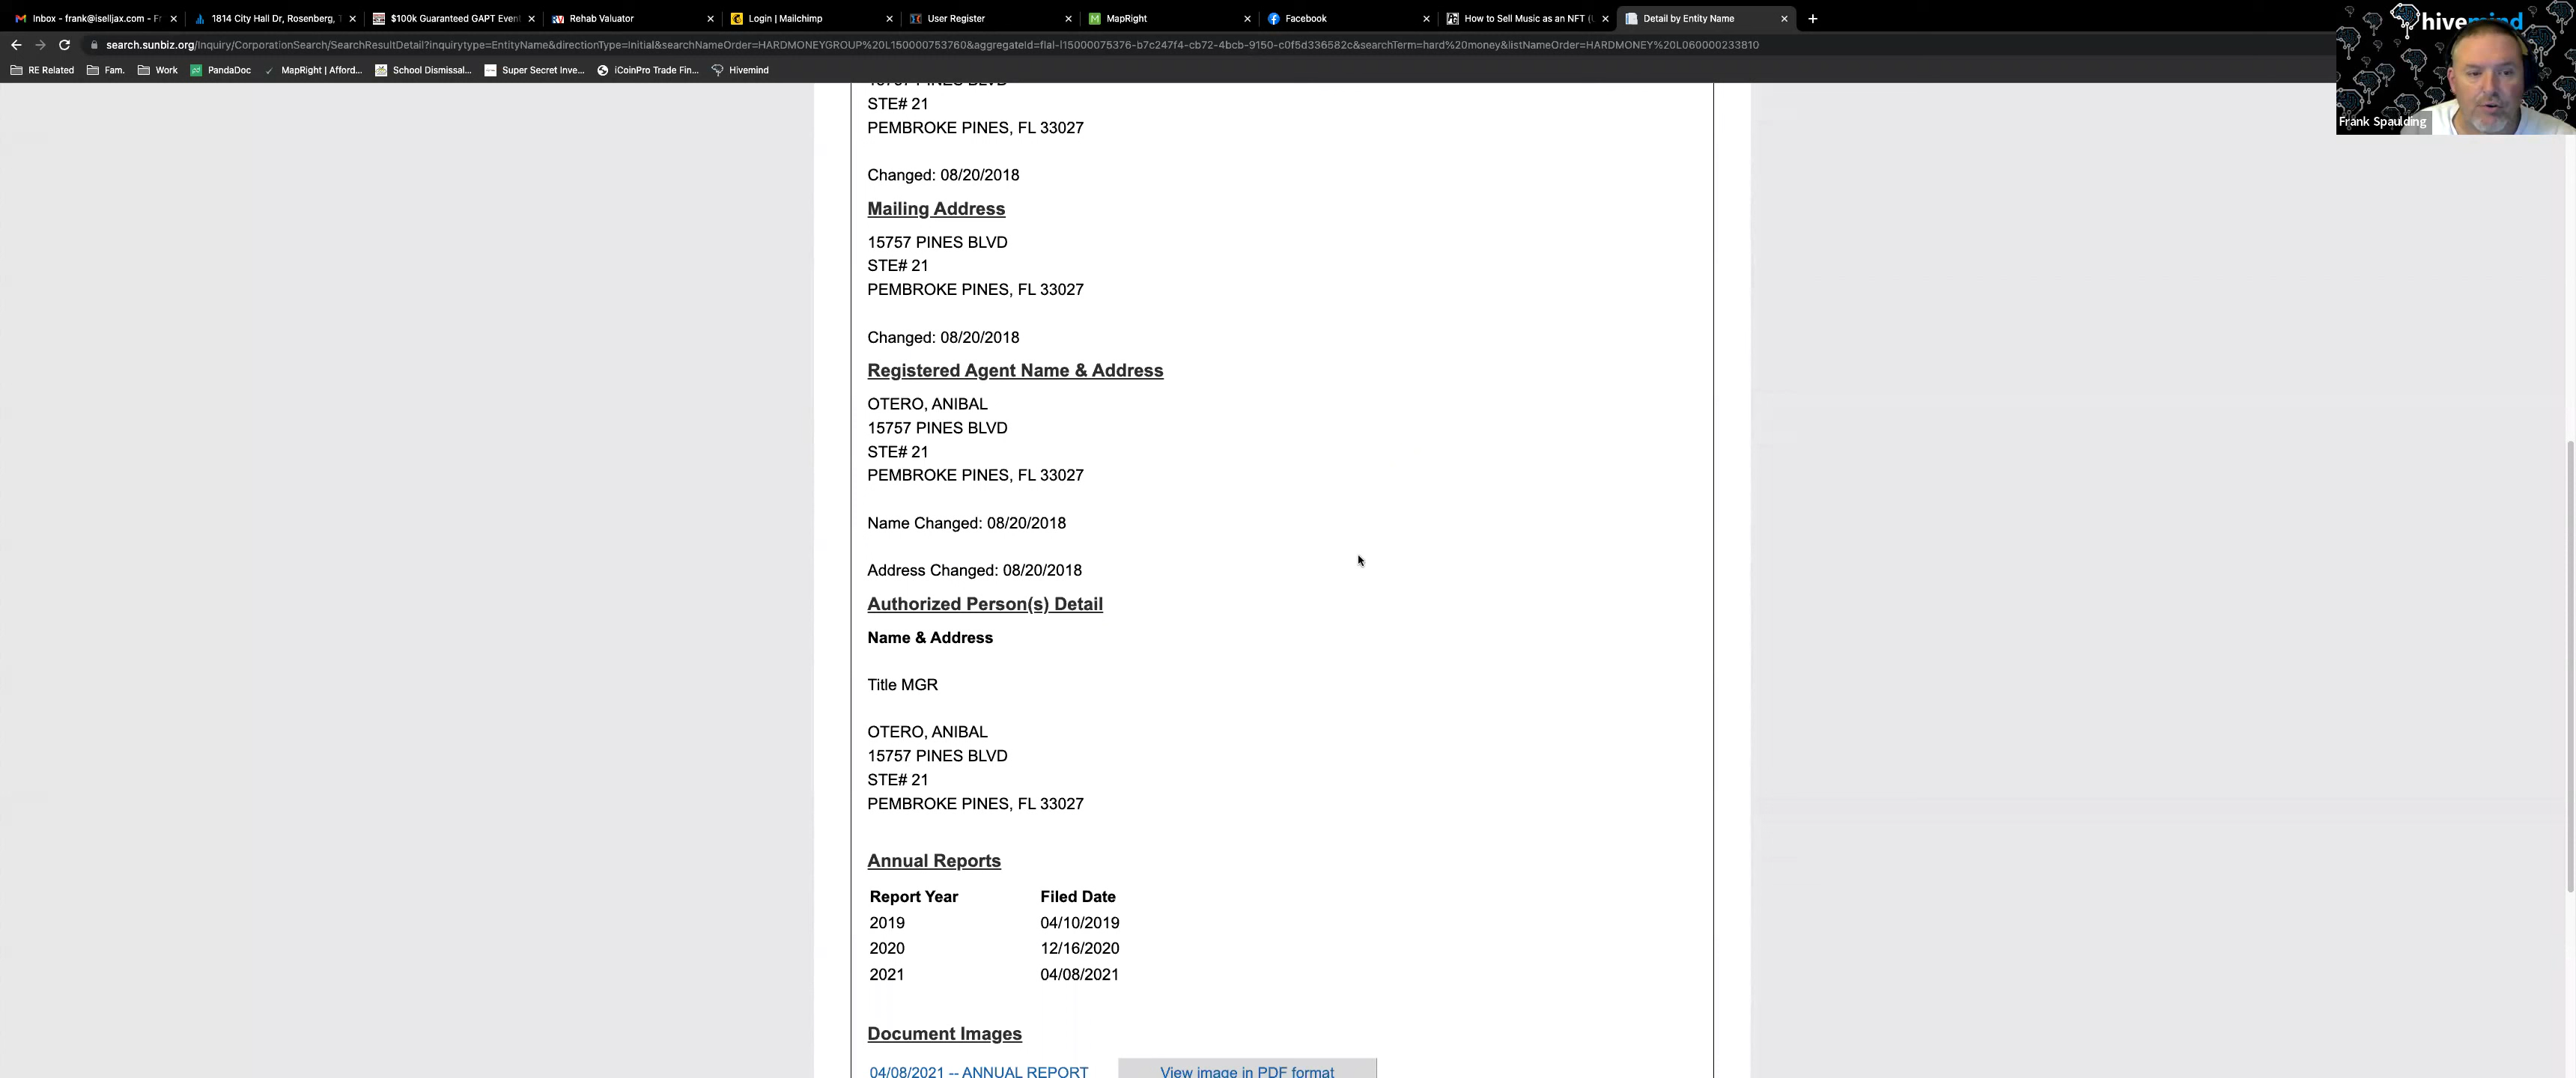 Inbox - frank@iselljax.com - Fr
1814 City Hall Dr, Rosenberg, T
$100k Guaranteed GAPT Event
Rehab Valuator
Login | Mailchimp
User Register
MapRight
Facebook
How to Sell Music as an NFT (U
Detail by Entity Name
hivemind
search.sunbiz.org/Inquiry/CorporationSearch/SearchResultDetail?inquirytype=EntityName&directionType=Initial&searchNameOrder=HARDMONEYGROUP%20L150000753760&aggregateId=flal-l15000075376-b7c247f4-cb72-4bcb-9150-c0f5d336582c&searchTerm=hard%20money&listNameOrder=HARDMONEY%20L060000233810
RE Related
Fam.
Work
PandaDoc
MapRight | Afford...
School Dismissal...
Super Secret Inve...
iCoinPro Trade Fin...
Hivemind
Frank Spaulding
15757 PINES BLVD
STE# 21
PEMBROKE PINES, FL 33027
Changed: 08/20/2018
Mailing Address
15757 PINES BLVD
STE# 21
PEMBROKE PINES, FL 33027
Changed: 08/20/2018
Registered Agent Name & Address
OTERO, ANIBAL
15757 PINES BLVD
STE# 21
PEMBROKE PINES, FL 33027
Name Changed: 08/20/2018
Address Changed: 08/20/2018
Authorized Person(s) Detail
Name & Address
Title MGR
OTERO, ANIBAL
15757 PINES BLVD
STE# 21
PEMBROKE PINES, FL 33027
Annual Reports
Report Year Filed Date
2019 04/10/2019
2020 12/16/2020
2021 04/08/2021
Document Images
04/08/2021 -- ANNUAL REPORT View image in PDF format